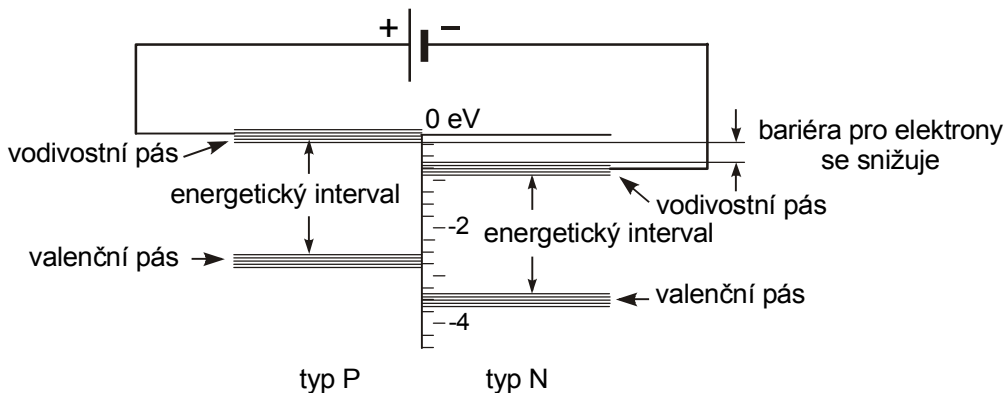 + −
0 eV
bariéra pro elektrony
se snižuje
vodivostní pás
energetický interval
vodivostní pás
-2
energetický interval
valenční pás
valenční pás
-4
typ P
typ N